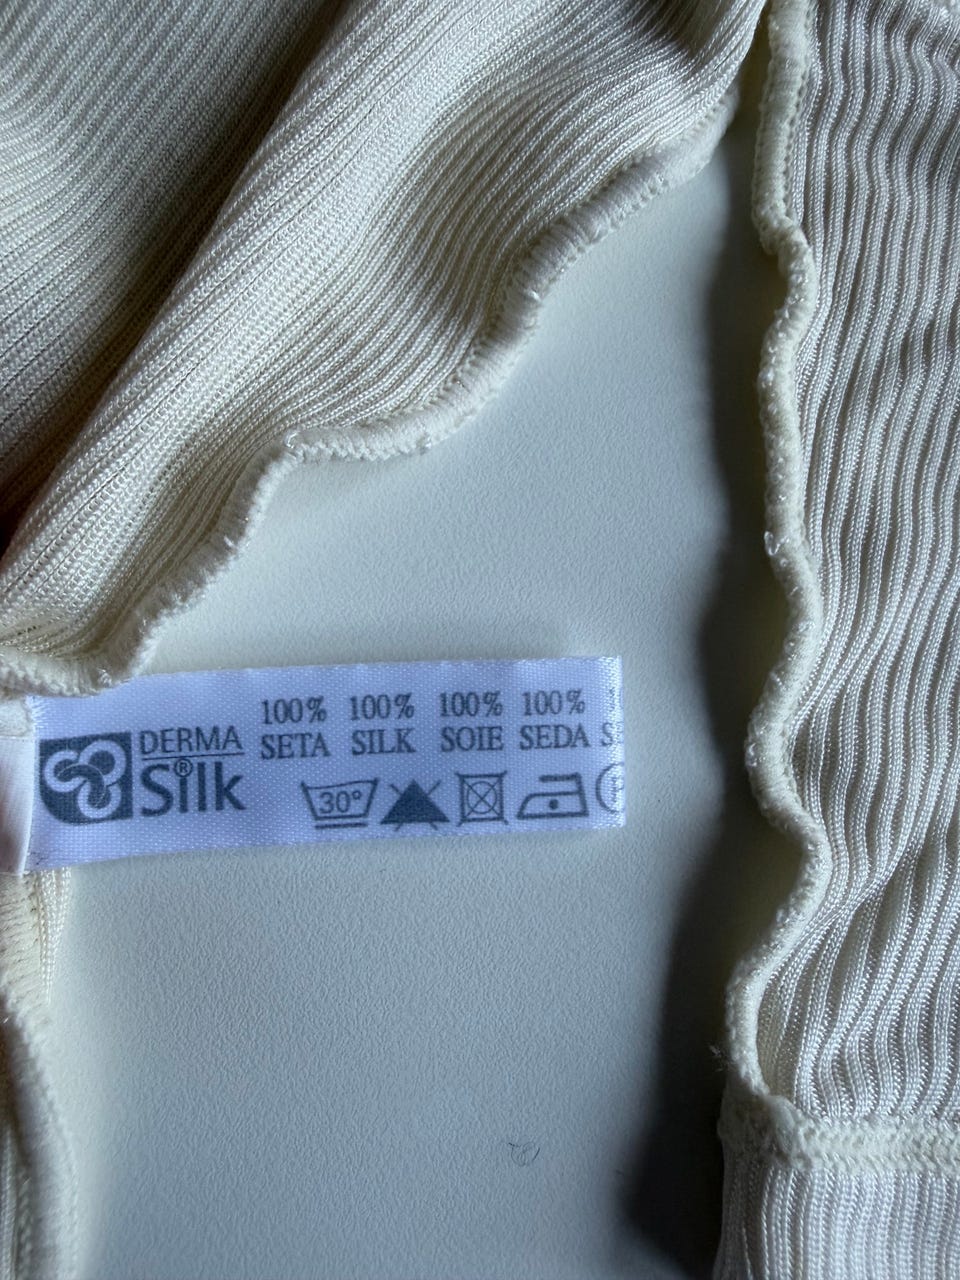 DERMA
Silk®
100% 100% 100% 100%
SETA SILK SOIE SEDA
30°